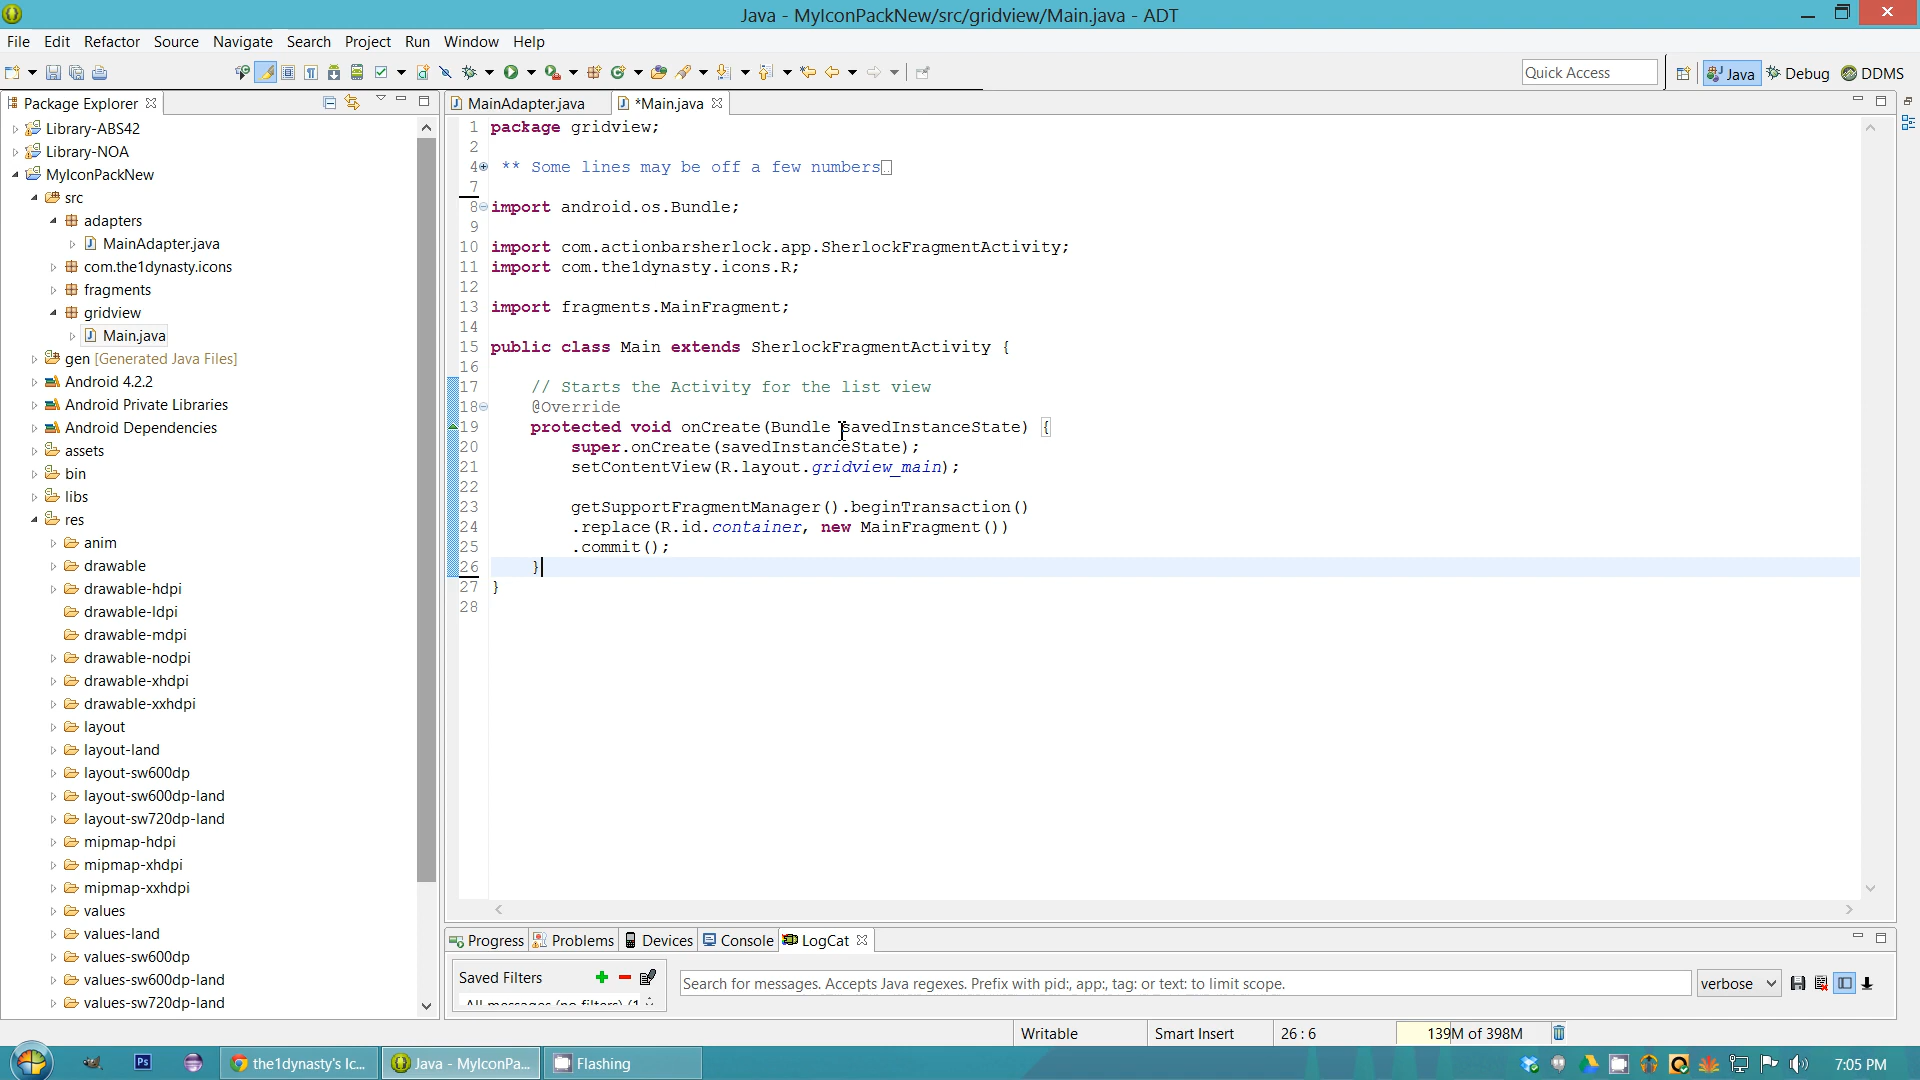 Java - MyIconPackNew/src/gridview/Main.java - ADT
File Edit Refactor Source Navigate Search Project Run Window Help
Quick Access
Java
Debug
DDMS
Package Explorer
MainAdapter.java
*Main.java
Library-ABS42
Library-NOA
MyIconPackNew
src
adapters
MainAdapter.java
com.the1dynasty.icons
fragments
gridview
Main.java
gen [Generated Java Files]
Android 4.2.2
Android Private Libraries
Android Dependencies
assets
bin
libs
res
anim
drawable
drawable-hdpi
drawable-ldpi
drawable-mdpi
drawable-nodpi
drawable-xhdpi
drawable-xxhdpi
layout
layout-land
layout-sw600dp
layout-sw600dp-land
layout-sw720dp-land
mipmap-hdpi
mipmap-xhdpi
mipmap-xxhdpi
values
values-land
values-sw600dp
values-sw600dp-land
values-sw720dp-land
1 package gridview;
2
4 ** Some lines may be off a few numbers
7
8 import android.os.Bundle;
9
10 import com.actionbarsherlock.app.SherlockFragmentActivity;
11 import com.the1dynasty.icons.R;
12
13 import fragments.MainFragment;
14
15 public class Main extends SherlockFragmentActivity {
16
17 // Starts the Activity for the list view
18 @Override
19 protected void onCreate(Bundle savedInstanceState) {
20 super.onCreate(savedInstanceState);
21 setContentView(R.layout.gridview_main);
22
23 getSupportFragmentManager().beginTransaction()
24 .replace(R.id.container, new MainFragment())
25 .commit();
26 }
27 }
28
Progress
Problems
Devices
Console
LogCat
Saved Filters
All messages (no filters) (1
Search for messages. Accepts Java regexes. Prefix with pid:, app:, tag: or text: to limit scope.
verbose
Writable
Smart Insert
26 : 6
139M of 398M
Ps
the1dynasty's Ic...
Java - MyIconPa...
Flashing
7:05 PM